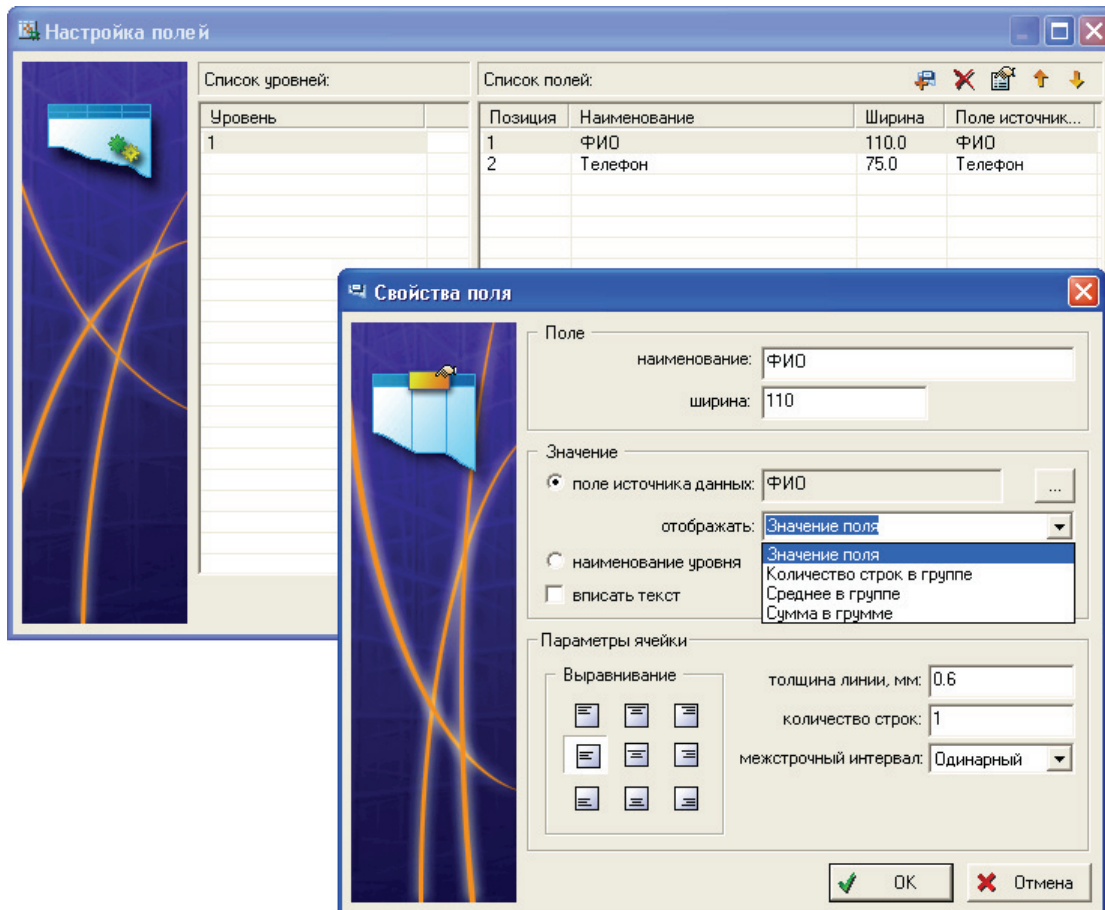 Настройка полей
Список уровней:
Список полей:
Уровень
Позиция Наименование Ширина Поле источник...
1
1 ФИО 110.0 ФИО
2 Телефон 75.0 Телефон
Свойства поля
Поле
наименование: ФИО
ширина: 110
Значение
поле источника данных: ФИО ...
отображать: Значение поля
Значение поля
наименование уровня
Количество строк в группе
Среднее в группе
вписать текст
Сумма в грумме
Параметры ячейки
Выравнивание
толщина линии, мм: 0.6
количество строк: 1
межстрочный интервал: Одинарный
OK
Отмена